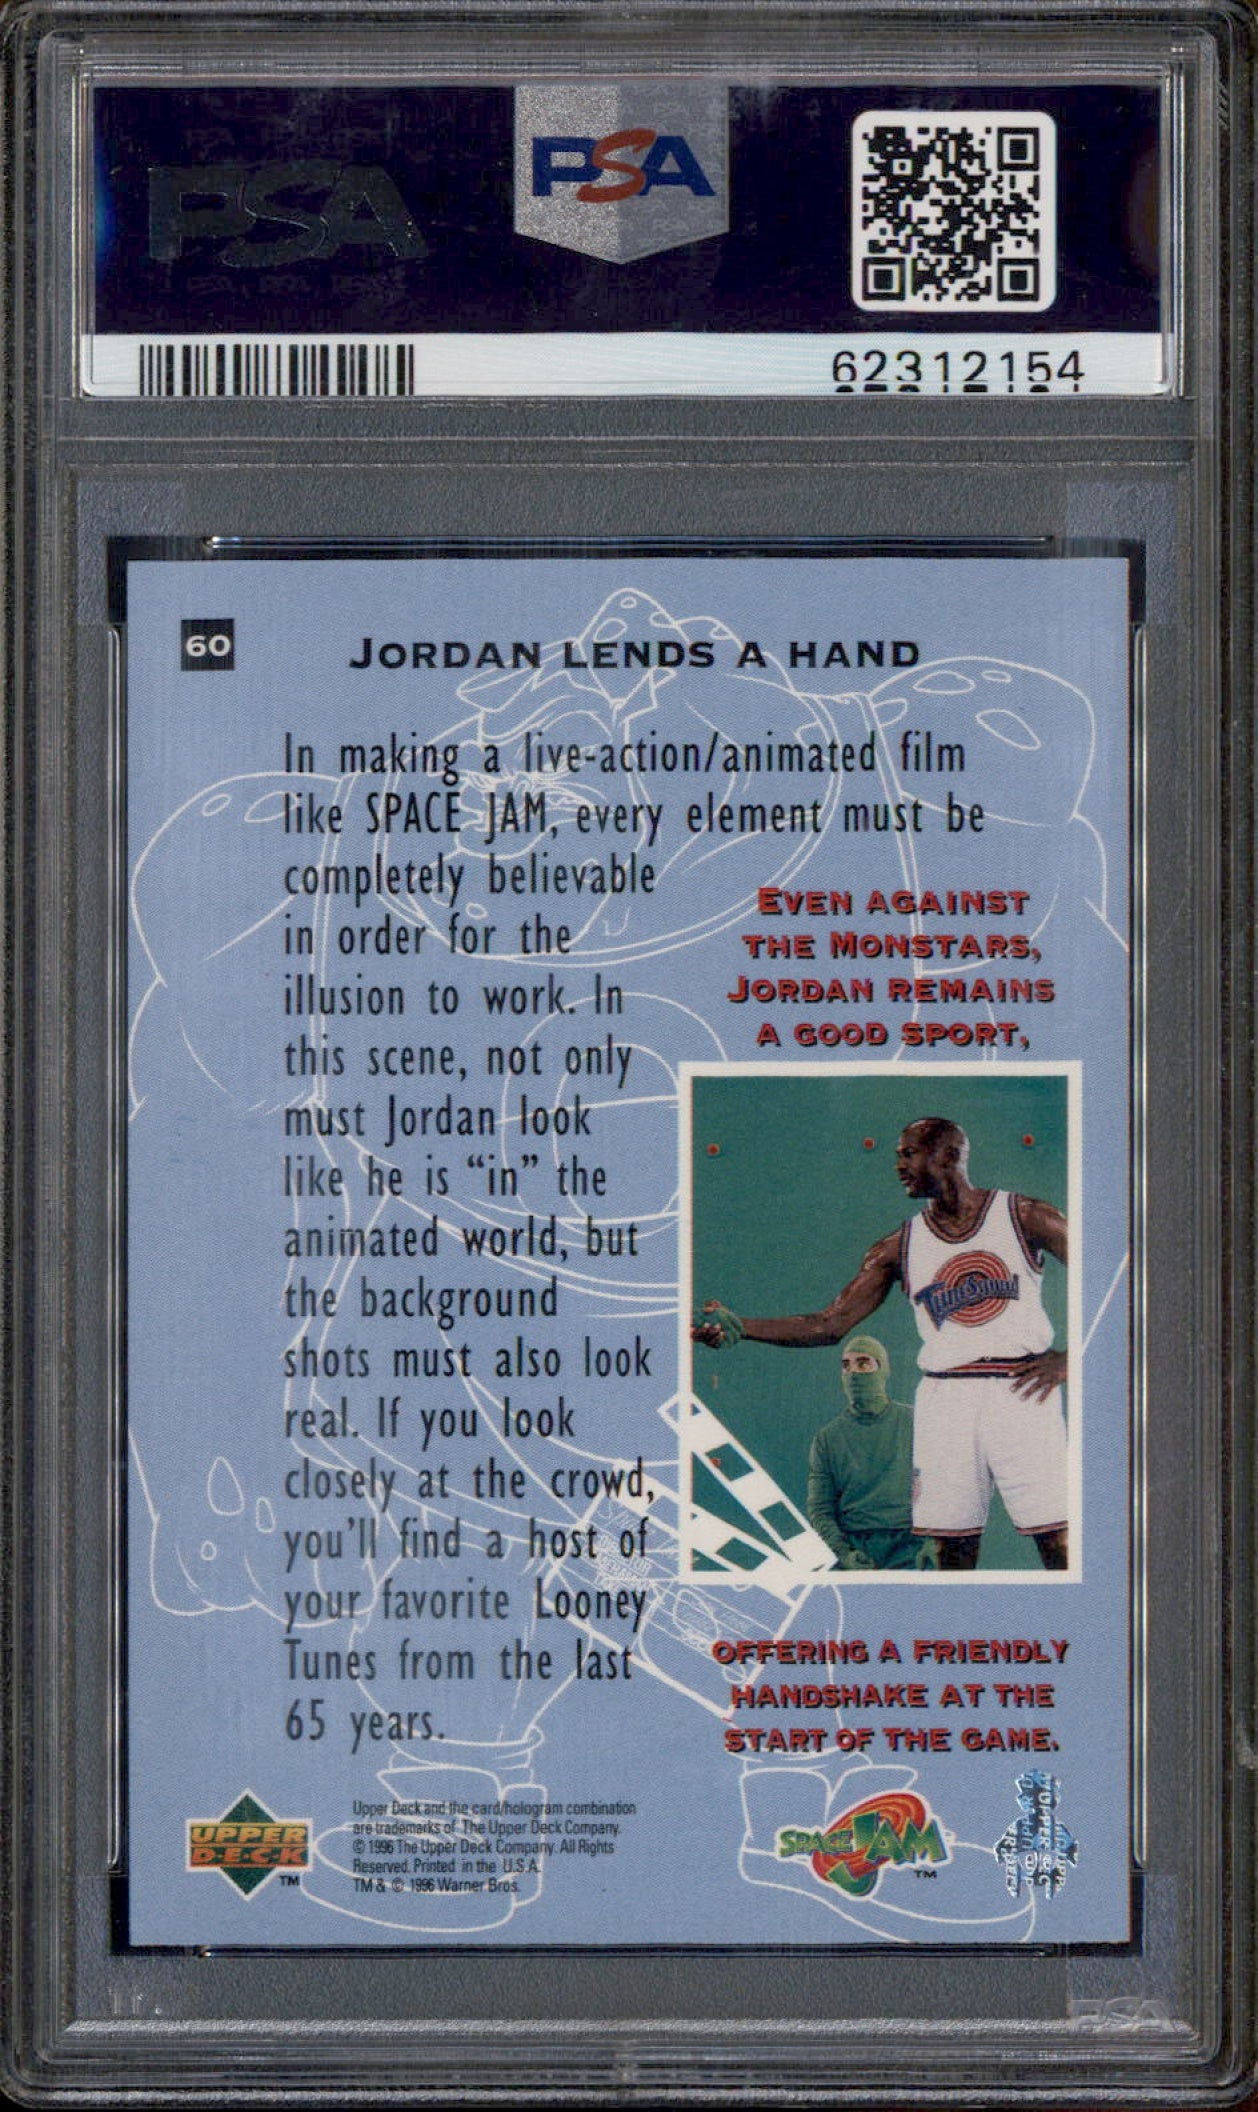 PSA
PSA
62312154
60
JORDAN LENDS A HAND
In making a live-action/animated film
like SPACE JAM, every element must be
completely believable
in order for the
illusion to work. In
this scene, not only
must Jordan look
like he is “in” the
animated world, but
the background
shots must also look
real. If you look
closely at the crowd,
you’ll find a host of
your favorite Looney
Tunes from the last
65 years.
EVEN AGAINST
THE MONSTARS,
JORDAN REMAINS
A GOOD SPORT,
TuneSquad
OFFERING A FRIENDLY
HANDSHAKE AT THE
START OF THE GAME.
UPPER
D·E·C·K
TM
Upper Deck and the card/hologram combination
are trademarks of The Upper Deck Company.
© 1996 The Upper Deck Company. All Rights
Reserved. Printed in the U.S.A.
TM & © 1996 Warner Bros.
SPACE JAM
TM
PSA